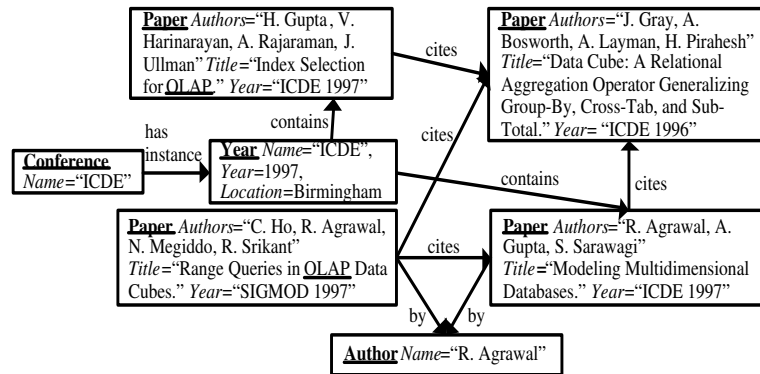 Paper Authors=“H. Gupta, V.
Harinarayan, A. Rajaraman, J.
Ullman” Title=“Index Selection
for OLAP.” Year=“ICDE 1997”
cites
Paper Authors=“J. Gray, A.
Bosworth, A. Layman, H. Pirahesh”
Title=“Data Cube: A Relational
Aggregation Operator Generalizing
Group-By, Cross-Tab, and Sub-
Total.” Year= “ICDE 1996”
contains
cites
has
instance
Conference
Name=“ICDE”
Year Name=“ICDE”,
Year=1997,
Location=Birmingham
contains
cites
Paper Authors=“C. Ho, R. Agrawal,
N. Megiddo, R. Srikant”
Title=“Range Queries in OLAP Data
Cubes.” Year=“SIGMOD 1997”
cites
Paper Authors=“R. Agrawal, A.
Gupta, S. Sarawagi”
Title=“Modeling Multidimensional
Databases.” Year=“ICDE 1997”
by
by
Author Name=“R. Agrawal”